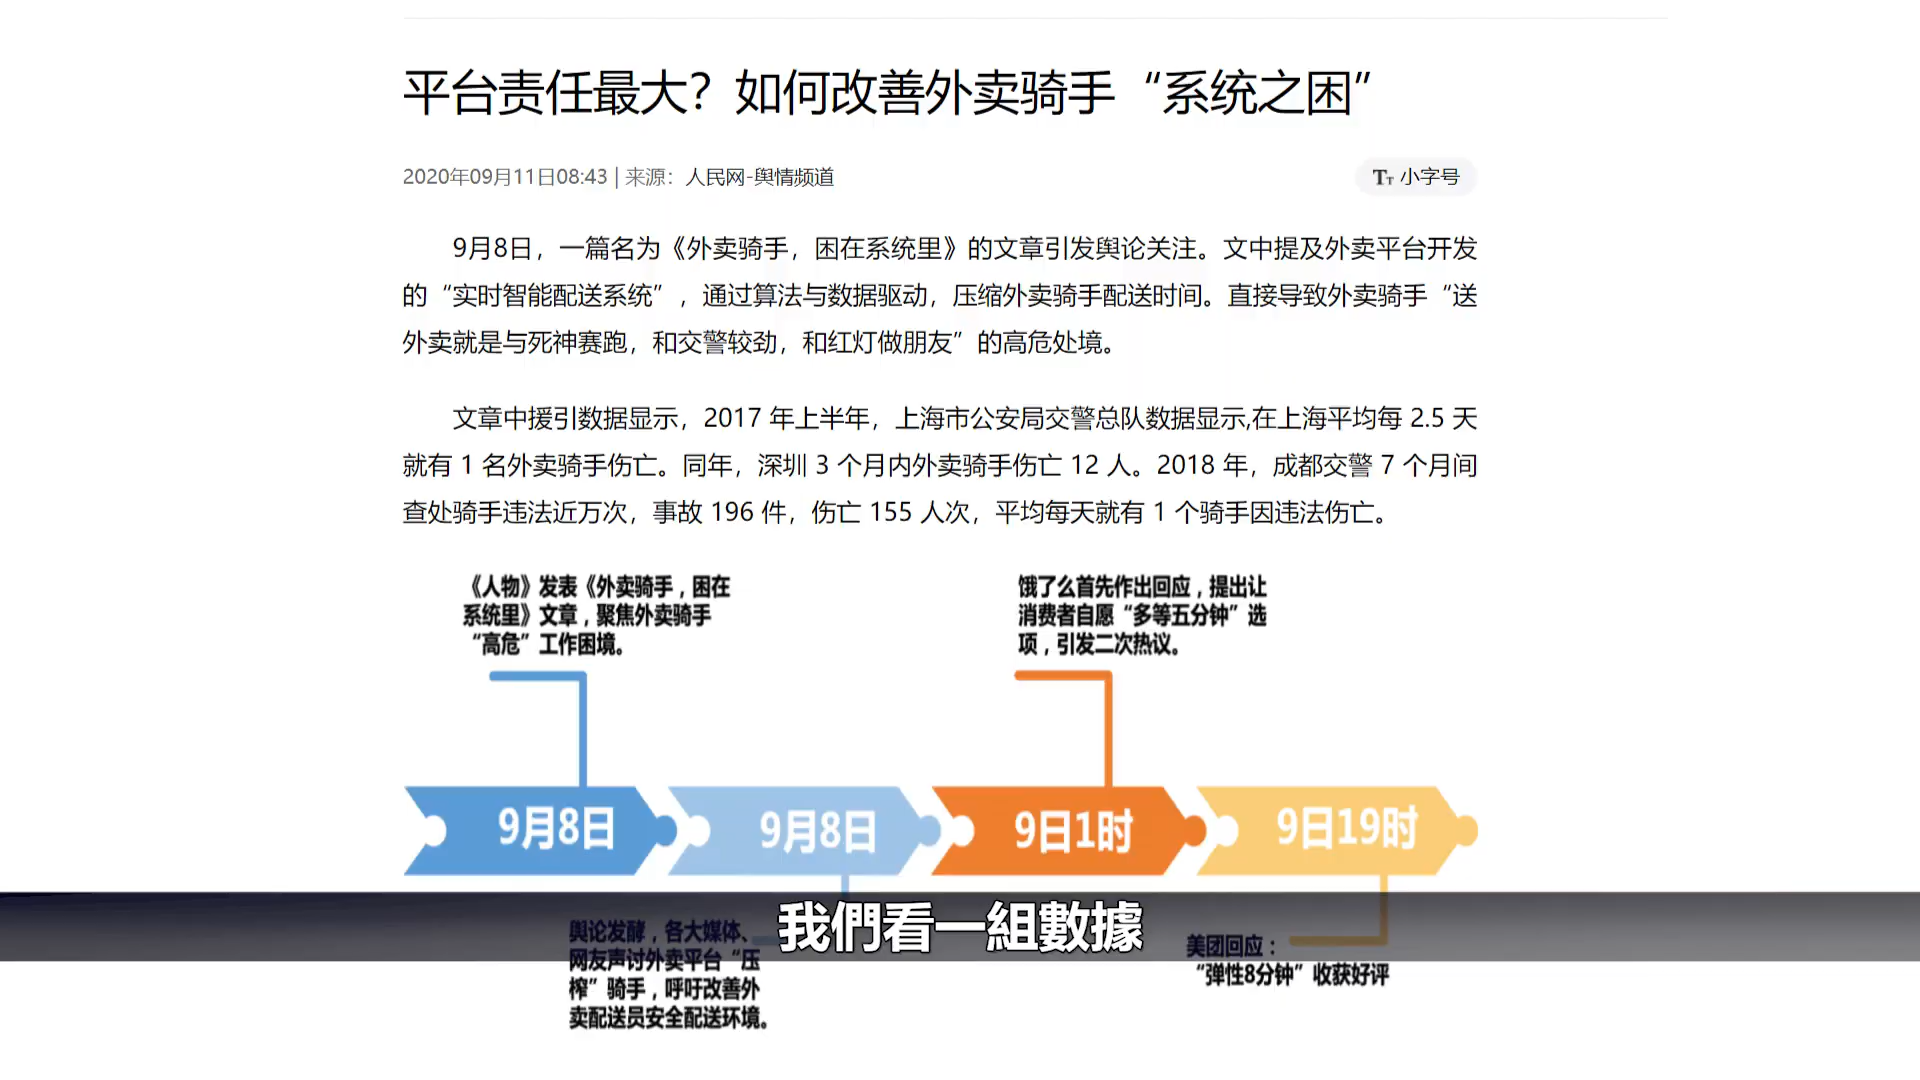 平台责任最大？如何改善外卖骑手“系统之困”
2020年09月11日08:43 | 来源：人民网-舆情频道
TT 小字号
9月8日，一篇名为《外卖骑手，困在系统里》的文章引发舆论关注。文中提及外卖平台开发
的“实时智能配送系统”，通过算法与数据驱动，压缩外卖骑手配送时间。直接导致外卖骑手“送
外卖就是与死神赛跑，和交警较劲，和红灯做朋友”的高危处境。
文章中援引数据显示，2017 年上半年，上海市公安局交警总队数据显示,在上海平均每 2.5 天
就有 1 名外卖骑手伤亡。同年，深圳 3 个月内外卖骑手伤亡 12 人。2018 年，成都交警 7 个月间
查处骑手违法近万次，事故 196 件，伤亡 155 人次，平均每天就有 1 个骑手因违法伤亡。
《人物》发表《外卖骑手，困在
系统里》文章，聚焦外卖骑手
“高危”工作困境。
饿了么首先作出回应，提出让
消费者自愿“多等五分钟”选
项，引发二次热议。
9月8日
9月8日
9日1时
9日19时
舆论发酵，各大媒体、
网友声讨外卖平台“压
榨”骑手，呼吁改善外
卖配送员安全配送环境。
我們看一組數據
美团回应：
“弹性8分钟”收获好评